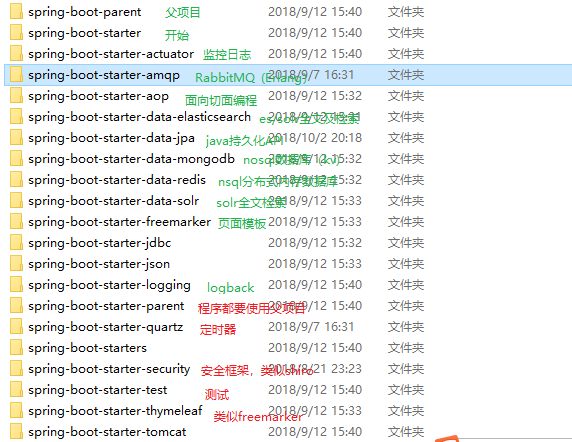 spring-boot-parent 父项目 2018/9/12 15:40 文件夹
spring-boot-starter 开始 2018/9/12 15:40 文件夹
spring-boot-starter-actuator 监控日志 2018/9/12 15:40 文件夹
spring-boot-starter-amqp RabbitMQ (Erlang) 2018/9/7 16:31 文件夹
spring-boot-starter-aop 面向切面编程 2018/9/12 15:32 文件夹
spring-boot-starter-data-elasticsearch es/solr全文检索 文件夹
spring-boot-starter-data-jpa java持久化API 2018/10/2 20:18 文件夹
spring-boot-starter-data-mongodb nosql数据库 (kv) 15:32 文件夹
spring-boot-starter-data-redis nsql分布式内存数据库 15:32 文件夹
spring-boot-starter-data-solr solr全文检索 2018/9/12 15:33 文件夹
spring-boot-starter-freemarker 页面模板 2018/9/12 15:33 文件夹
spring-boot-starter-jdbc 2018/9/12 15:32 文件夹
spring-boot-starter-json 2018/9/12 15:33 文件夹
spring-boot-starter-logging logback 2018/9/12 15:40 文件夹
spring-boot-starter-parent 程序都要使用父项目 2018/9/12 15:40 文件夹
spring-boot-starter-quartz 定时器 2018/9/7 16:31 文件夹
spring-boot-starters 2018/9/12 15:40 文件夹
spring-boot-starter-security 安全框架，类似shiro 2018/8/21 23:23 文件夹
spring-boot-starter-test 测试 2018/9/12 15:40 文件夹
spring-boot-starter-thymeleaf 类似freemarker 2018/9/12 15:33 文件夹
spring-boot-starter-tomcat 2018/9/12 15:40 文件夹